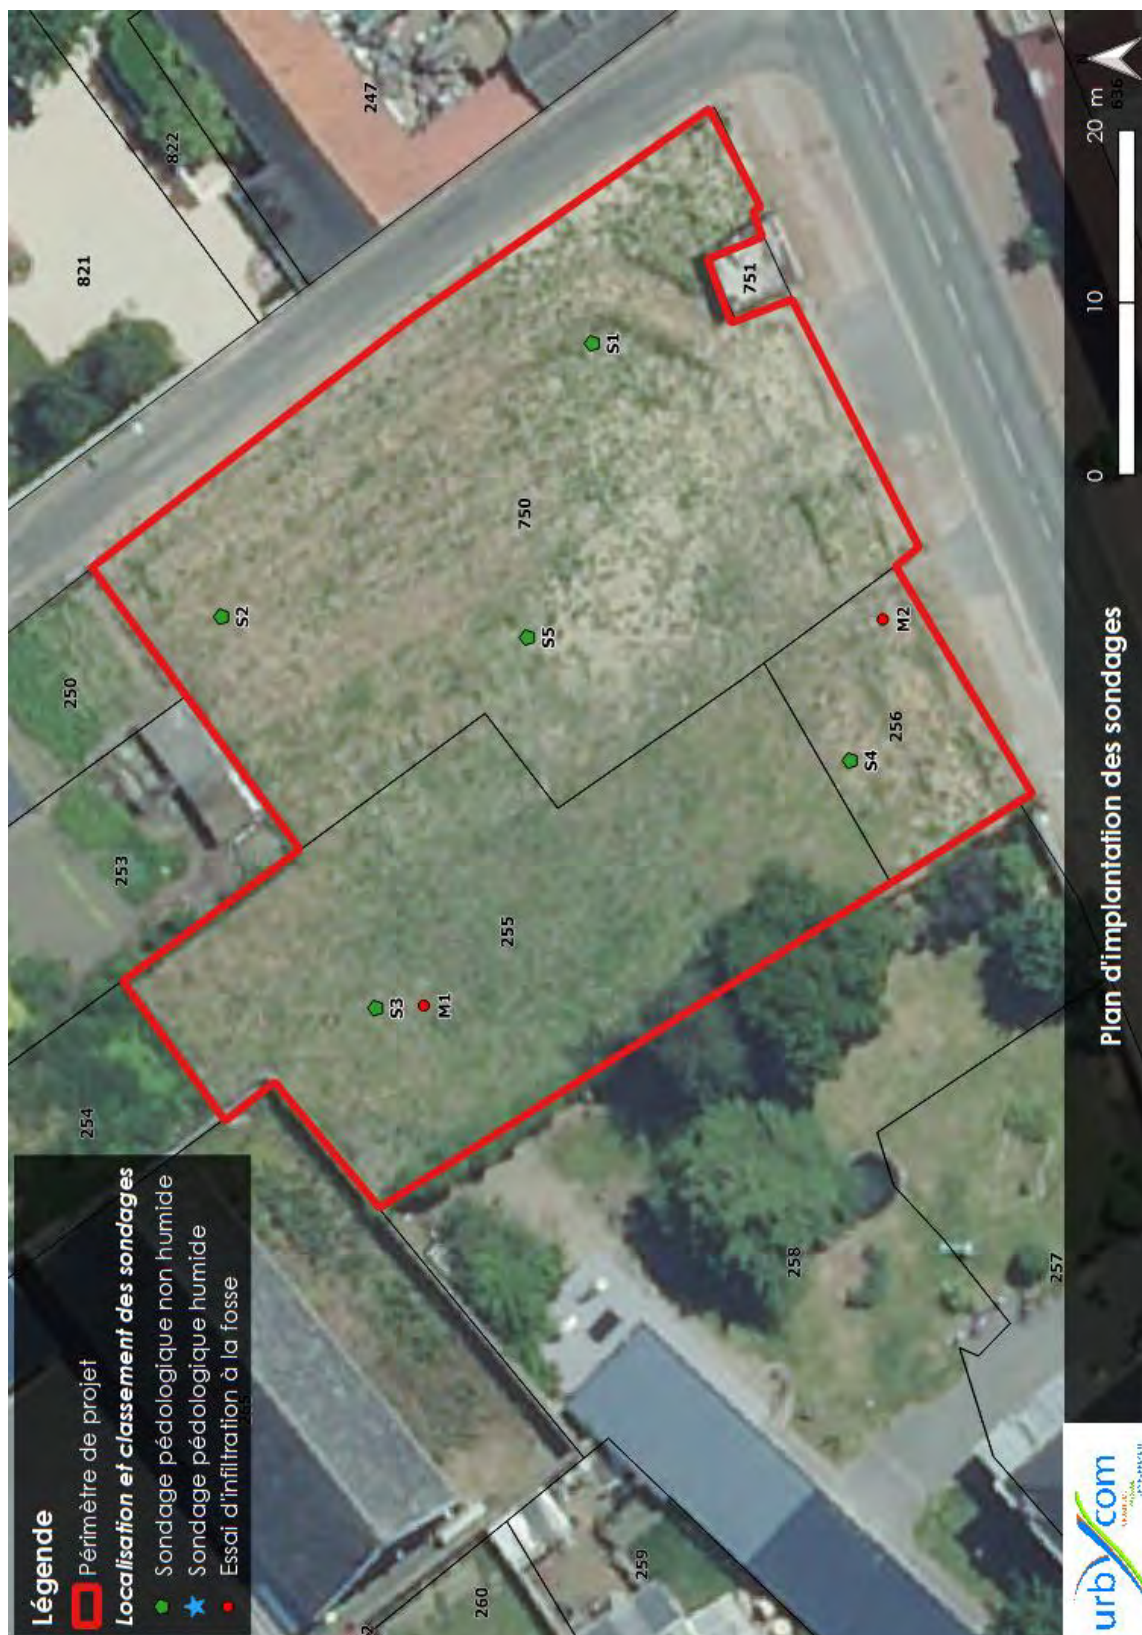 Légende
Périmètre de projet
Localisation et classement des sondages
Sondage pédologique non humide
Sondage pédologique humide
Essai d'infiltration à la fosse
254
253
250
821
822
247
265
S3
M1
255
S2
S5
750
S1
751
260
259
258
257
S4
256
M2
urbycom
Plan d'implantation des sondages
0
10
20 m
N
636